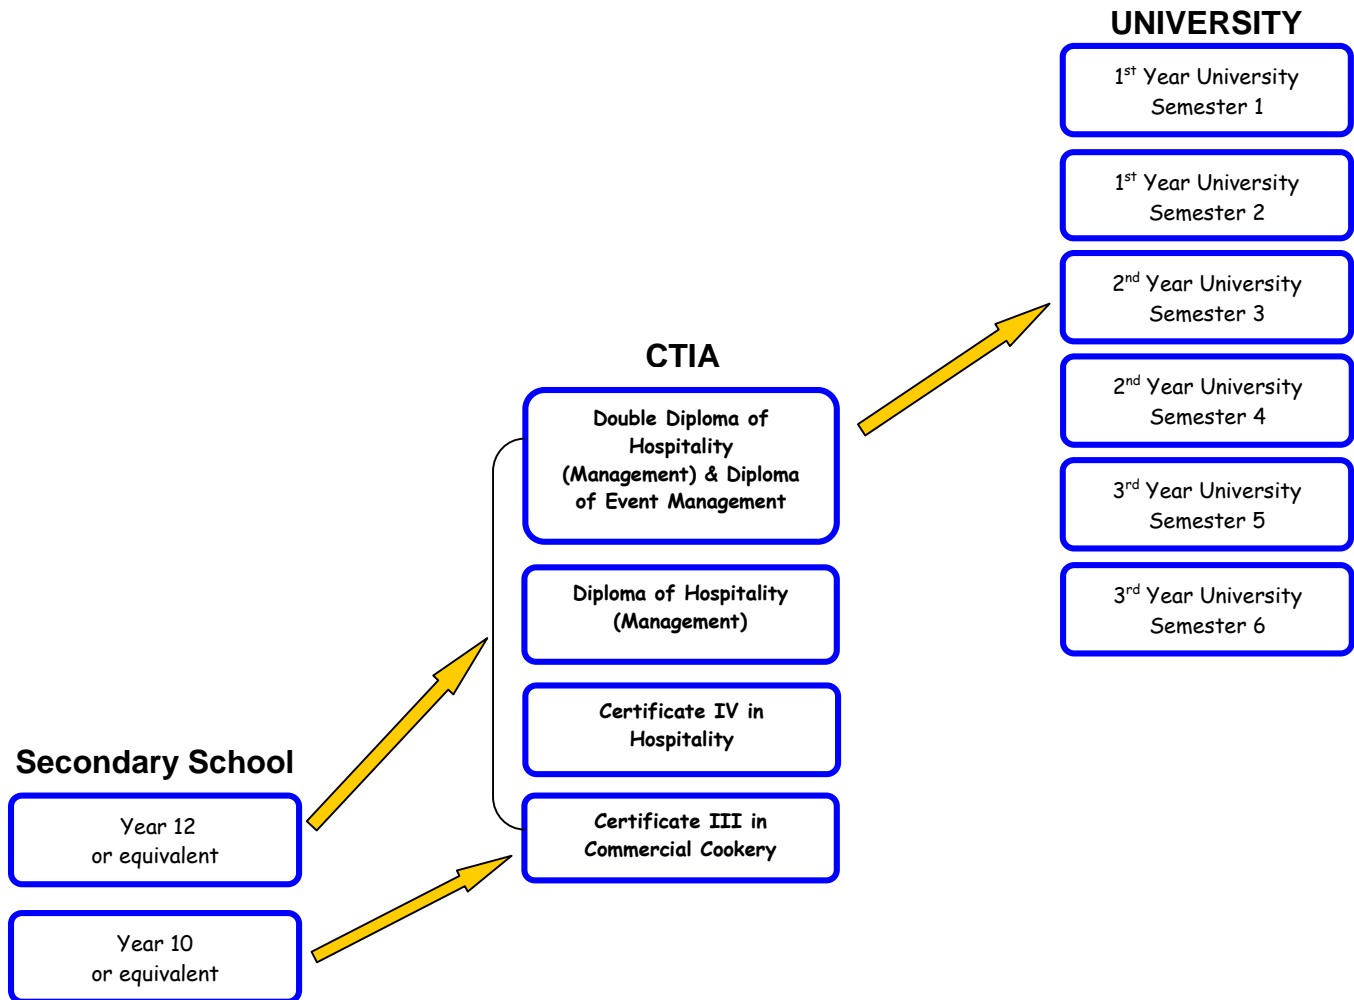 UNIVERSITY
1st Year University
Semester 1
1st Year University
Semester 2
2nd Year University
Semester 3
2nd Year University
Semester 4
3rd Year University
Semester 5
3rd Year University
Semester 6
CTIA
Double Diploma of
Hospitality
(Management) & Diploma
of Event Management
Diploma of Hospitality
(Management)
Certificate IV in
Hospitality
Certificate III in
Commercial Cookery
Secondary School
Year 12
or equivalent
Year 10
or equivalent